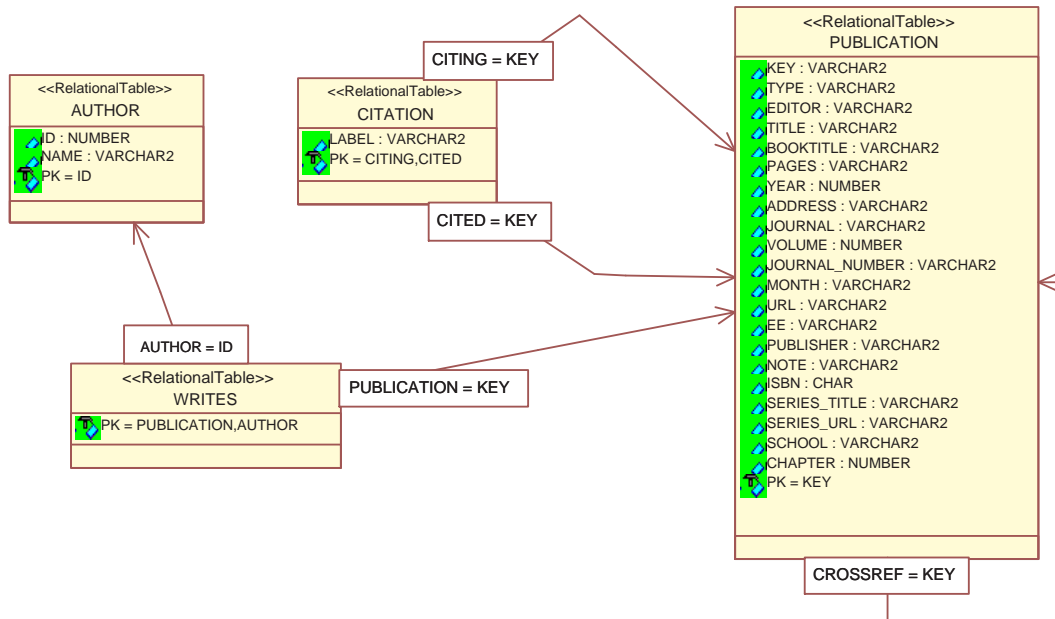 <<RelationalTable>>
AUTHOR
ID : NUMBER
NAME : VARCHAR2
PK = ID
<<RelationalTable>>
CITATION
LABEL : VARCHAR2
PK = CITING,CITED
CITING = KEY
CITED = KEY
<<RelationalTable>>
PUBLICATION
KEY : VARCHAR2
TYPE : VARCHAR2
EDITOR : VARCHAR2
TITLE : VARCHAR2
BOOKTITLE : VARCHAR2
PAGES : VARCHAR2
YEAR : NUMBER
ADDRESS : VARCHAR2
JOURNAL : VARCHAR2
VOLUME : NUMBER
JOURNAL_NUMBER : VARCHAR2
MONTH : VARCHAR2
URL : VARCHAR2
EE : VARCHAR2
PUBLISHER : VARCHAR2
NOTE : VARCHAR2
ISBN : CHAR
SERIES_TITLE : VARCHAR2
SERIES_URL : VARCHAR2
SCHOOL : VARCHAR2
CHAPTER : NUMBER
PK = KEY
AUTHOR = ID
<<RelationalTable>>
WRITES
PK = PUBLICATION,AUTHOR
PUBLICATION = KEY
CROSSREF = KEY